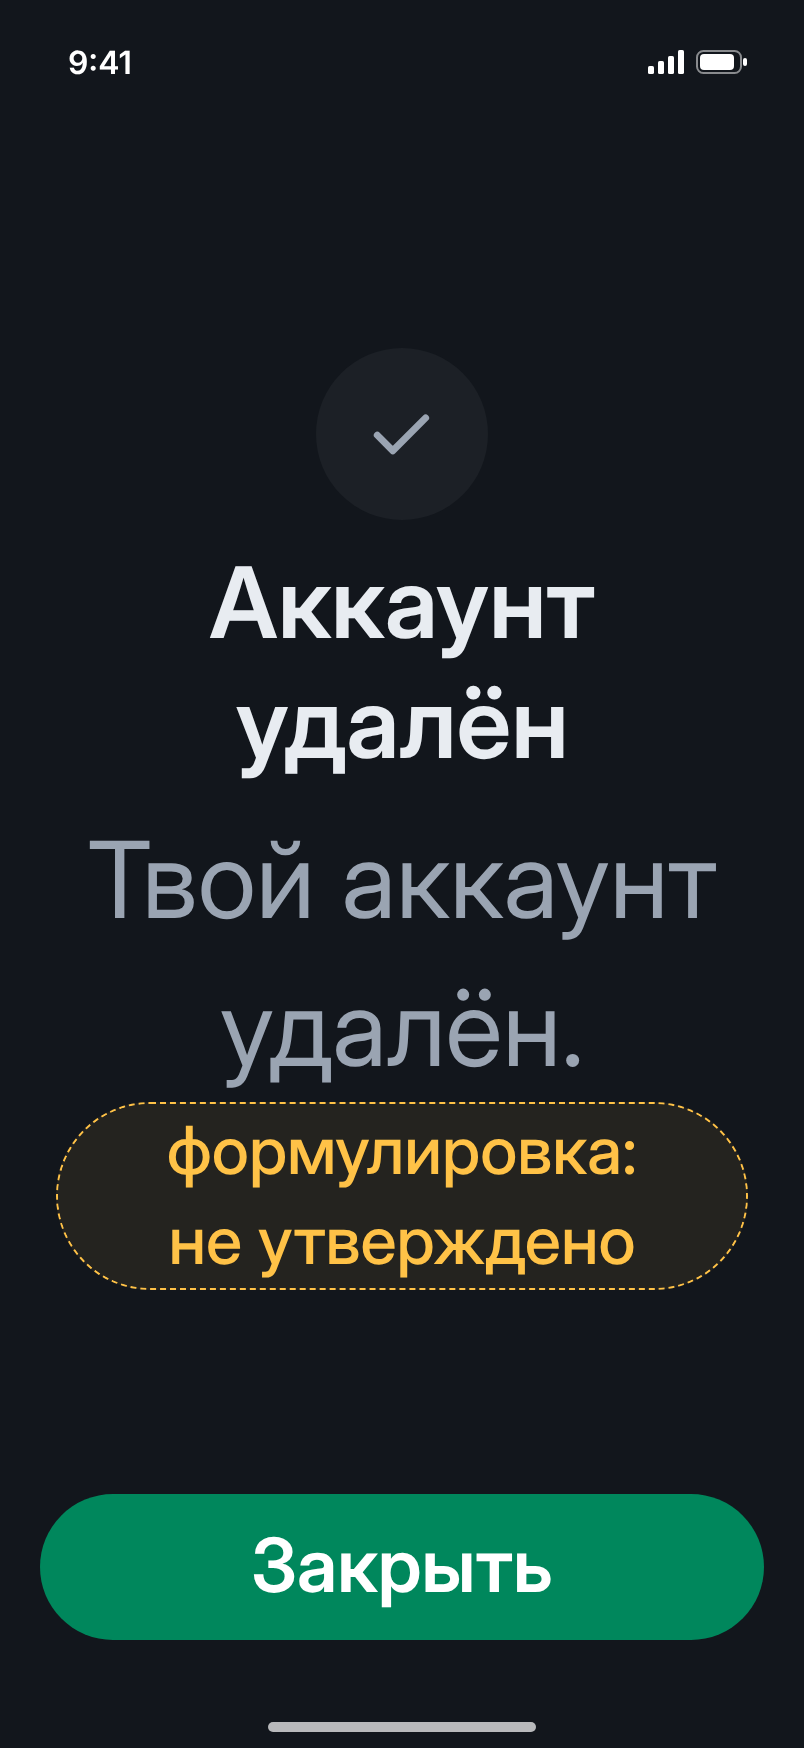 9:41
Аккаунт
удалён
Твой аккаунт
удалён.
формулировка:
не утверждено
Закрыть